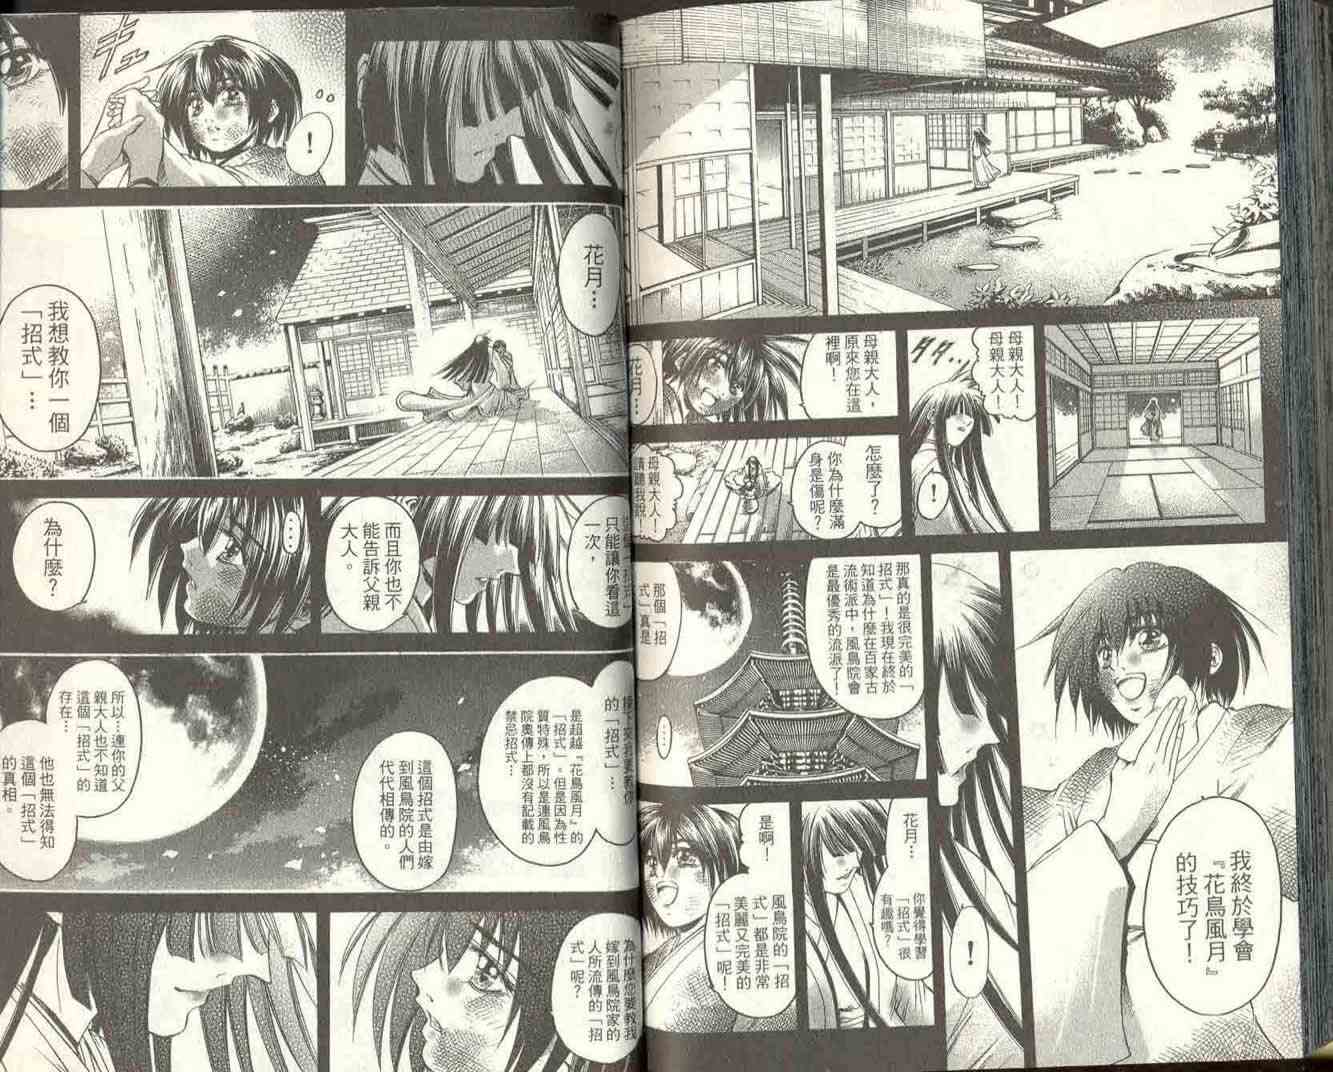 母親大人！
母親大人！
！
母親大人，
原來您在這
裡啊！
花月…
怎麼了？
你為什麼滿
身是傷呢？
母親大人！
請聽我說！
我終於學會
『花鳥風月』
的技巧了！
！
那真的是很完美的「
招式」！我現在終於
知道為什麼在百家古
流術派中，風鳥院會
是最優秀的流派了！
那個「招
式」真是
…
花月…
你覺得學習
「招式」很
有趣嗎？
是啊！
風鳥院的「招
式」都是非常
美麗又完美的
「招式」呢！
！
花月…
我想教你一個
「招式」…
只能讓你看這
一次，
而且你也不
能告訴父親
大人。
…
為什麼？
的「招式」…
是超越『花鳥風月』的
「招式」。但是因為性
質特殊，所以是連風鳥
院奧傳上都沒有記載的
禁忌招式…
這個招式是由嫁
到風鳥院的人們
代代相傳的。
所以…連你的父
親大人也不知道
這個「招式」的
存在…
他也無法得知
這個「招式」
的真相。
為什麼您要教我
嫁到風鳥院家的
人所流傳的「招
式」呢？